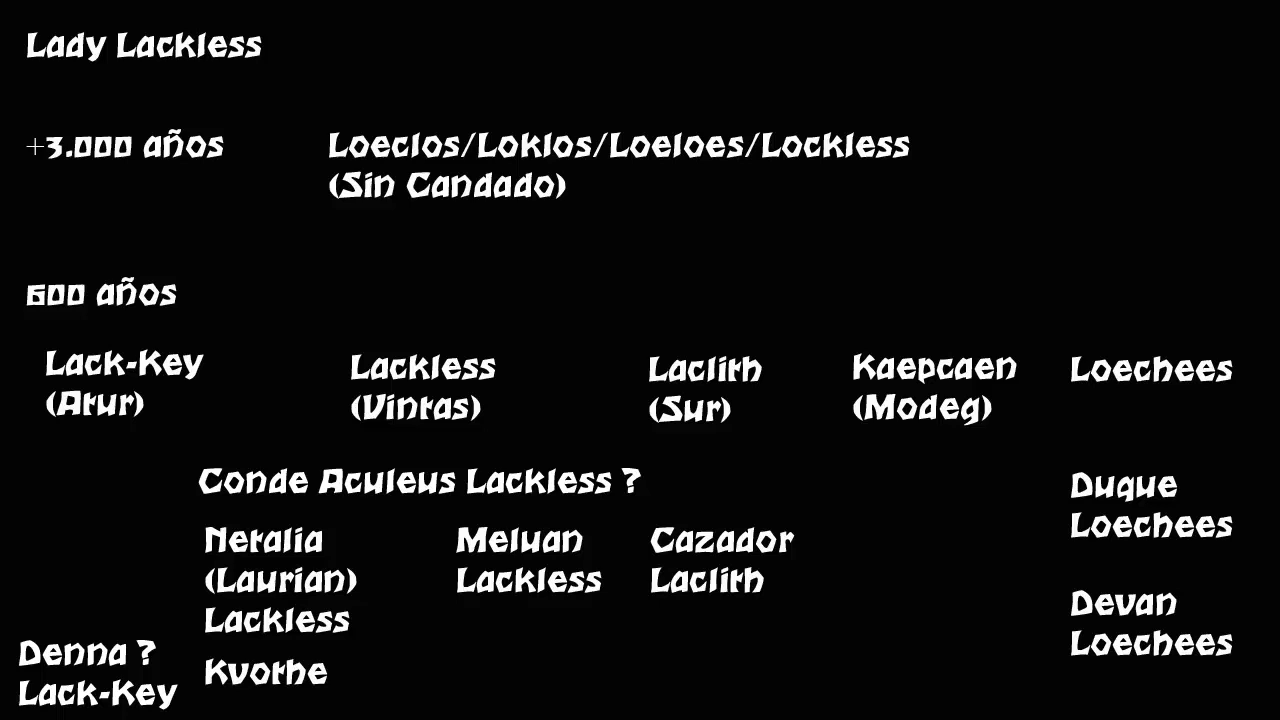 Lady Lackless
+3.000 años
Loeclos/Loklos/Loeloes/Lockless
(Sin Candado)
600 años
Lack-Key
(Atur)
Lackless
(Vintas)
Laclith
(Sur)
Kaepcaen
(Modeg)
Loechees
Conde Aculeus Lackless ?
Netalia
(Laurian)
Lackless
Meluan
Lackless
Cazador
Laclith
Duque
Loechees
Devan
Loechees
Denna ?
Lack-Key
Kvothe